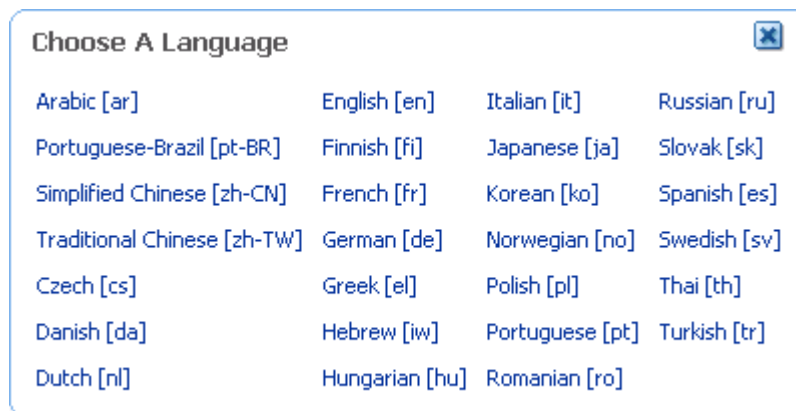 Choose A Language
Arabic [ar] English [en] Italian [it] Russian [ru]
Portuguese-Brazil [pt-BR] Finnish [fi] Japanese [ja] Slovak [sk]
Simplified Chinese [zh-CN] French [fr] Korean [ko] Spanish [es]
Traditional Chinese [zh-TW] German [de] Norwegian [no] Swedish [sv]
Czech [cs] Greek [el] Polish [pl] Thai [th]
Danish [da] Hebrew [iw] Portuguese [pt] Turkish [tr]
Dutch [nl] Hungarian [hu] Romanian [ro]